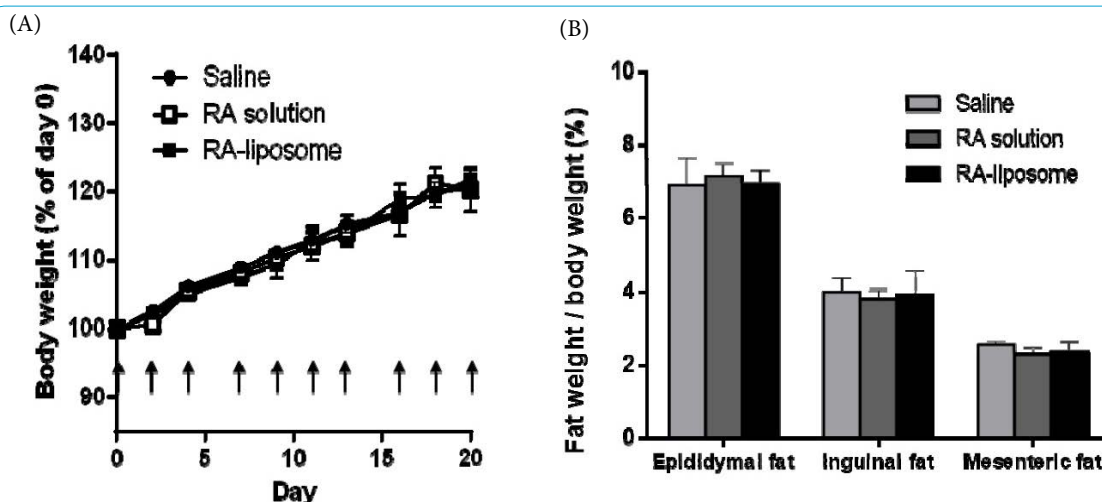 (A)
Body weight (% of day 0)
140
130
120
110
100
90
Saline
RA solution
RA-liposome
0 5 10 15 20
Day
(B)
Fat weight / body weight (%)
10
8
6
4
2
0
Saline
RA solution
RA-liposome
Epididymal fat Inguinal fat Mesenteric fat